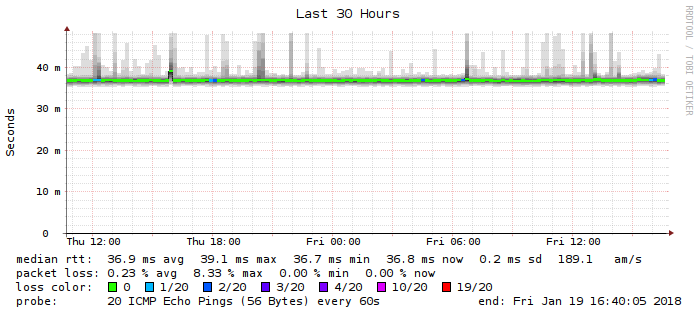 Last 30 Hours
RRDTOOL / TOBI OETIKER
Seconds
40 m
30 m
20 m
10 m
0
Thu 12:00 Thu 18:00 Fri 00:00 Fri 06:00 Fri 12:00
median rtt: 36.9 ms avg 39.1 ms max 36.7 ms min 36.8 ms now 0.2 ms sd 189.1 am/s
packet loss: 0.23 % avg 8.33 % max 0.00 % min 0.00 % now
loss color: 0 1/20 2/20 3/20 4/20 10/20 19/20
probe: 20 ICMP Echo Pings (56 Bytes) every 60s end: Fri Jan 19 16:40:05 2018